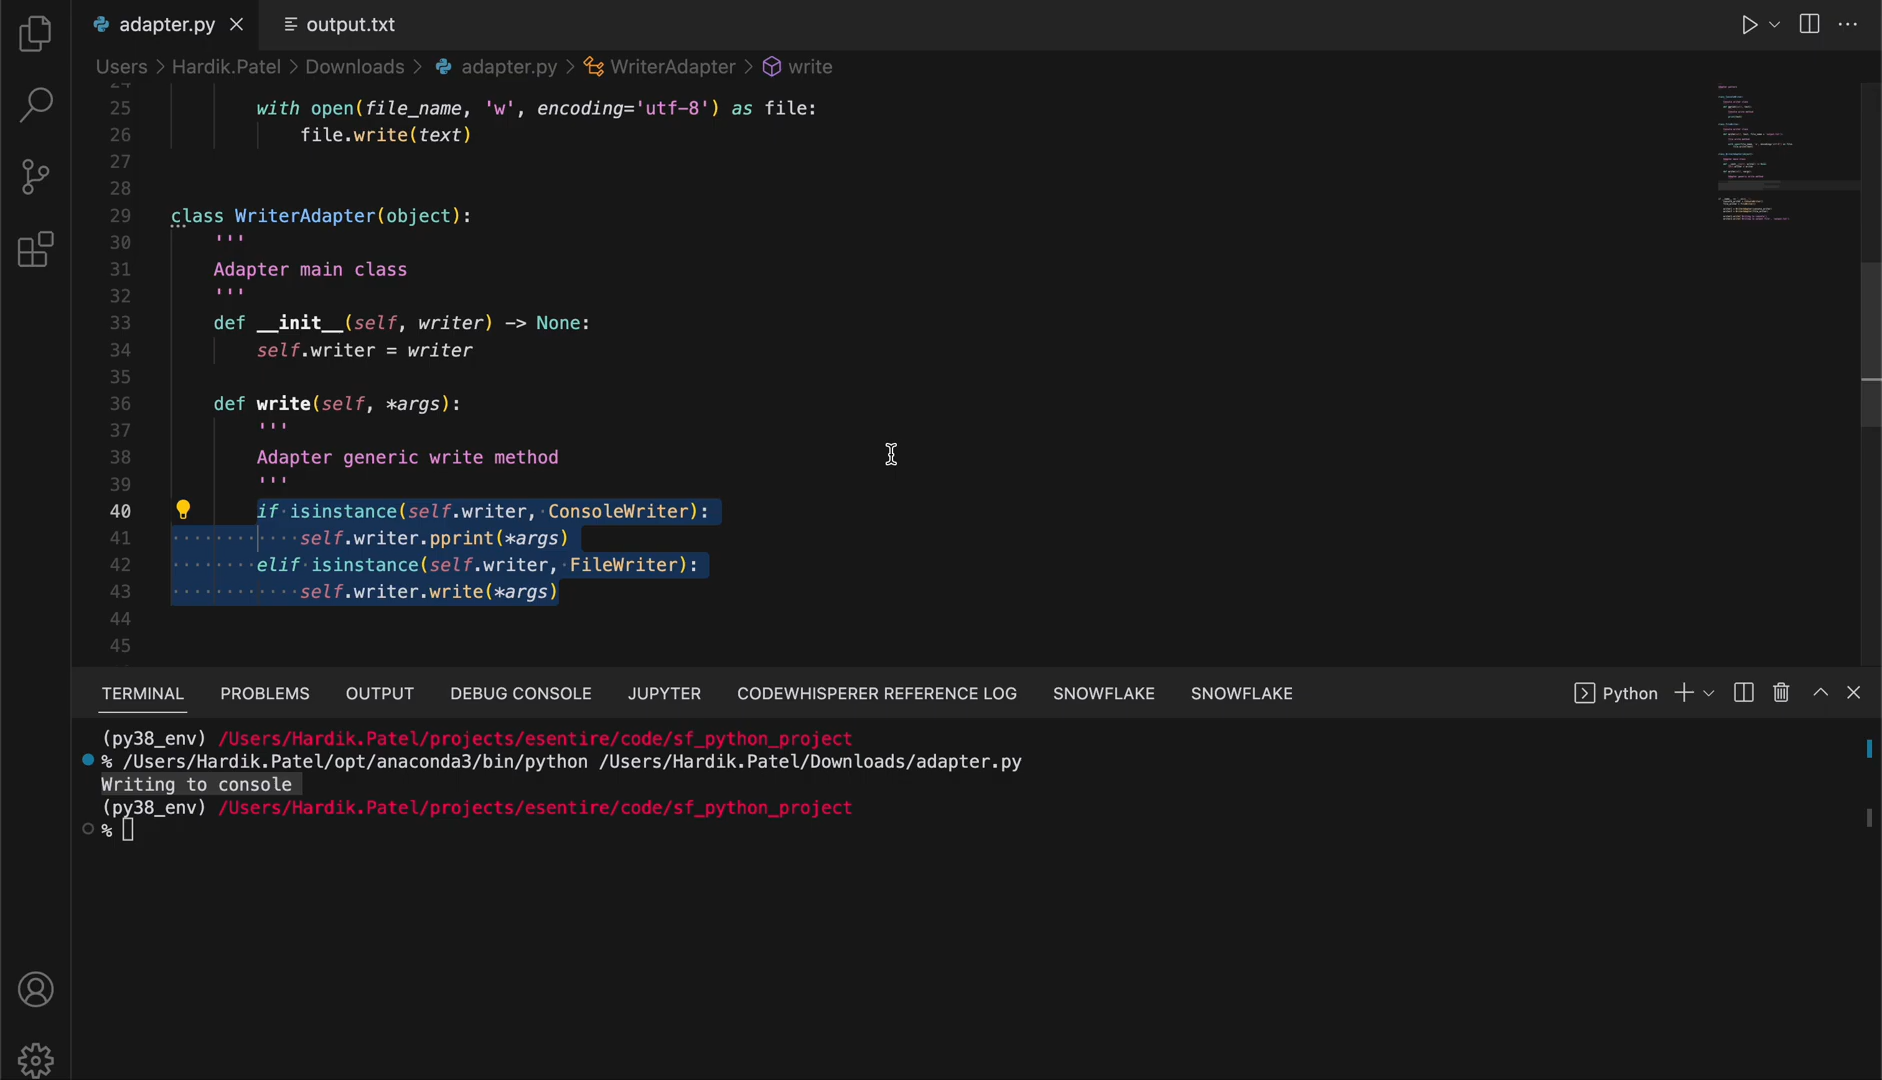 adapter.py
output.txt
Users > Hardik.Patel > Downloads > adapter.py > WriterAdapter > write
24
25 with open(file_name, 'w', encoding='utf-8') as file:
26 file.write(text)
27
28
29 class WriterAdapter(object):
30 '''
31 Adapter main class
32 '''
33 def __init__(self, writer) -> None:
34 self.writer = writer
35
36 def write(self, *args):
37 '''
38 Adapter generic write method
39 '''
40 if isinstance(self.writer, ConsoleWriter):
41 self.writer.pprint(*args)
42 elif isinstance(self.writer, FileWriter):
43 self.writer.write(*args)
44
45
TERMINAL PROBLEMS OUTPUT DEBUG CONSOLE JUPYTER CODEWHISPERER REFERENCE LOG SNOWFLAKE SNOWFLAKE Python
(py38_env) /Users/Hardik.Patel/projects/esentire/code/sf_python_project
% /Users/Hardik.Patel/opt/anaconda3/bin/python /Users/Hardik.Patel/Downloads/adapter.py
Writing to console
(py38_env) /Users/Hardik.Patel/projects/esentire/code/sf_python_project
%